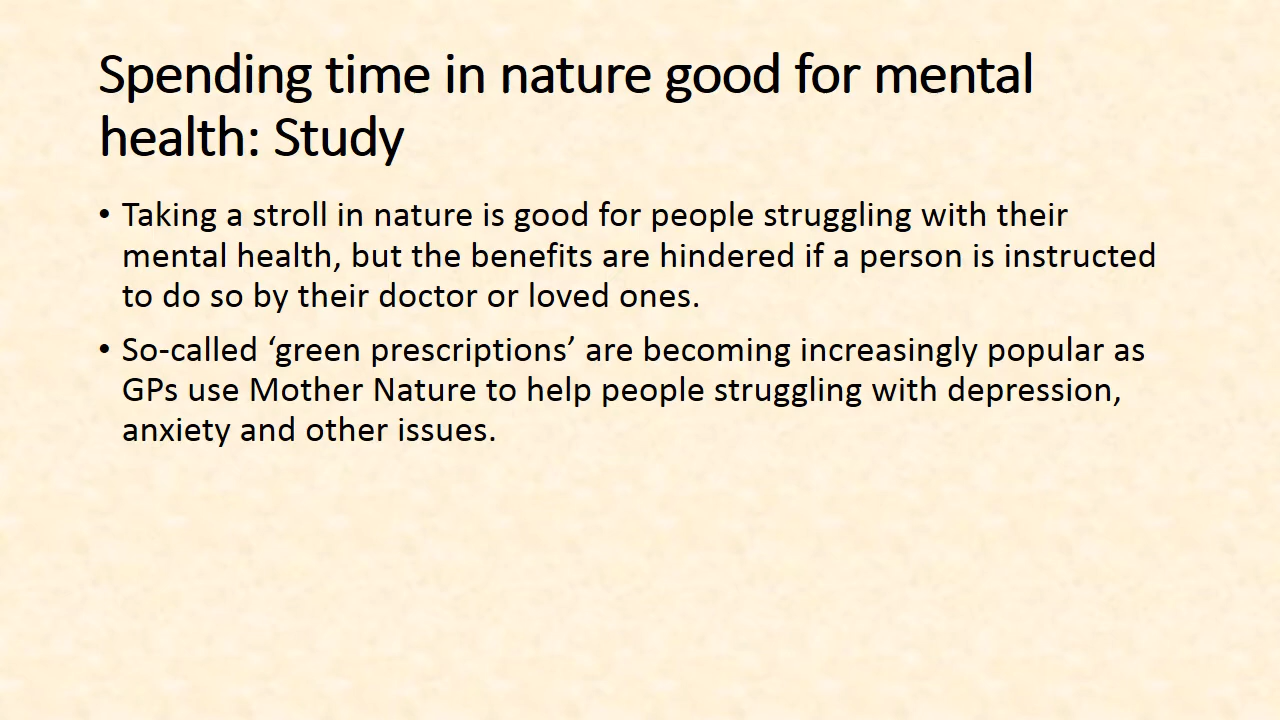 Spending time in nature good for mental
health: Study
• Taking a stroll in nature is good for people struggling with their
mental health, but the benefits are hindered if a person is instructed
to do so by their doctor or loved ones.
• So-called ‘green prescriptions’ are becoming increasingly popular as
GPs use Mother Nature to help people struggling with depression,
anxiety and other issues.